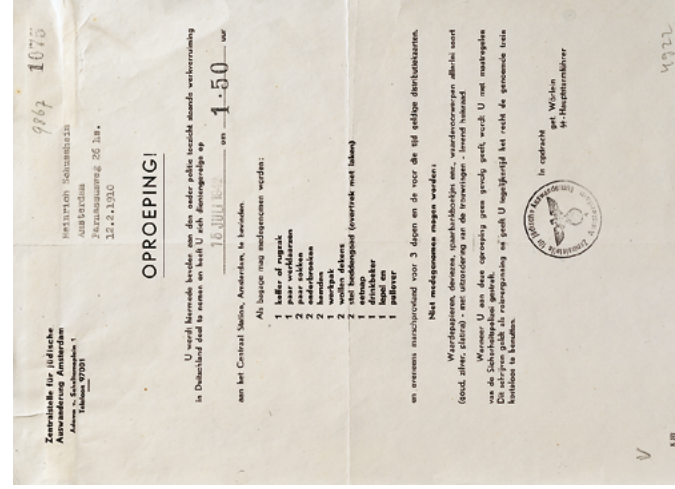 Zentralstelle für jüdische
Auswanderung Amsterdam
Adama v. Scheltemaplein 1
Telefoon 97001
9867 1075
Heinrich
Amsterdam
Parnassusweg 26 hs.
12.2.1910
OPROEPING!
U wordt hiermede bevolen aan den onder politie toezicht staande werkverruiming
in Duitschland deel te nemen en heeft U zich dientengevolge op
16 JULI om 1·50 uur
aan het Centraal Station, Amsterdam, te bevinden.
Als bagage mag medegenomen worden:
1 koffer of rugzak
1 paar werklaarzen
2 paar sokken
2 onderbroeken
2 hemden
1 werkpak
2 wollen dekens
2 stel beddengoed (overtrek met laken)
1 eetnap
1 drinkbeker
1 lepel en
1 pullover
en eveneens marschproviand voor 3 dagen en de voor die tijd geldige distributiekaarten.
Niet medegenomen mogen worden:
Waardepapieren, deviezen, spaarbankboekjes enz., waardevoorwerpen allerlei soort
(goud, zilver, platina) - met uitzondering van de trouwringen - levend huisraad.
Wanneer U aan deze oproeping geen gevolg geeft, wordt U met maatregelen
van de Sicherheitspolizei gestraft.
Dit schrijven geldt als reisvergunning en geeft U tegelijkertijd het recht de genoemde trein
kosteloos te benutten.
In opdracht
get. Wörlein
SS-Hauptsturmführer
Zentralstelle für jüdische Auswanderung Amsterdam
4922